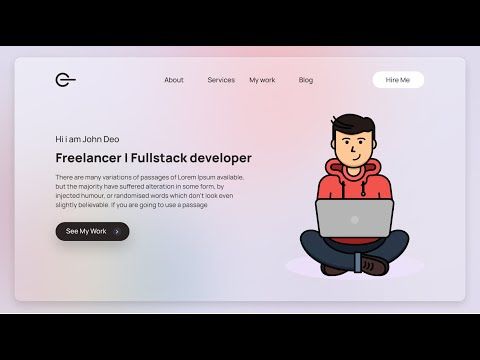 About Services My work Blog Hire Me
Hi i am John Deo
Freelancer I Fullstack developer
There are many variations of passages of Lorem Ipsum available,
but the majority have suffered alteration in some form, by
injected humour, or randomised words which don't look even
slightly believable. If you are going to use a passage
See My Work